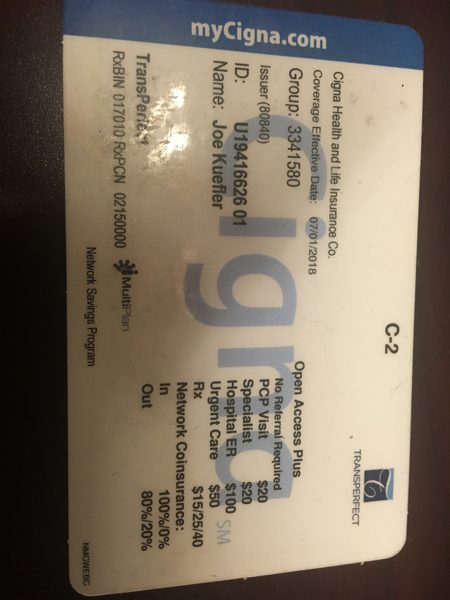 myCigna.com
TRANSPERFECT
C-2
Cigna Health and Life Insurance Co.
Coverage Effective Date: 07/01/2018
Group: 3341580
Issuer (80840)
ID: U19416626 01
Name: Joe Kuefler
TransPerfect
RxBIN 017010 RxPCN 02150000
Open Access Plus
No Referral Required
PCP Visit $20
Specialist $20
Hospital ER $100
Urgent Care $50
Rx $15/25/40
Network Coinsurance:
In 100%/0%
Out 80%/20%
MultiPlan
Network Savings Program
Cigna
SM
NMCWEBG